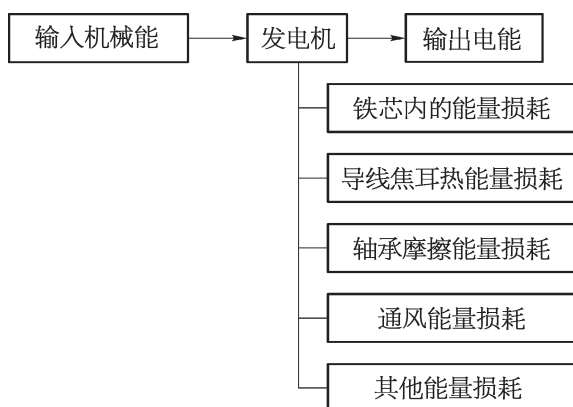 输入机械能
发电机
输出电能
铁芯内的能量损耗
导线焦耳热能量损耗
轴承摩擦能量损耗
通风能量损耗
其他能量损耗